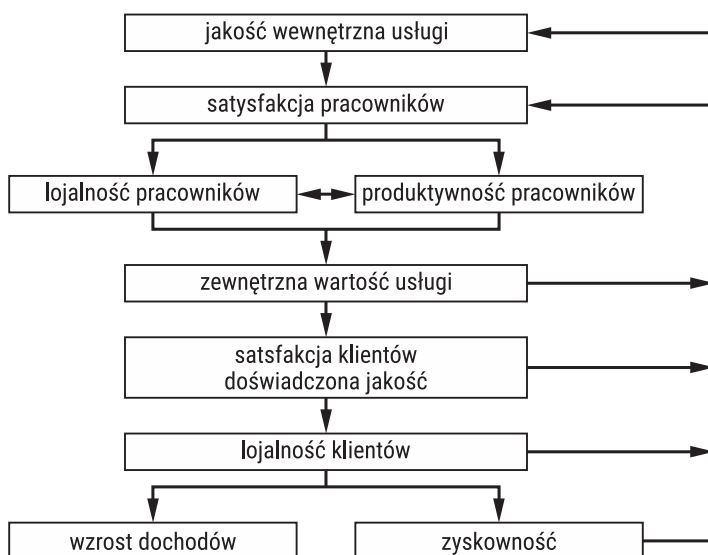 jakość wewnętrzna usługi
satysfakcja pracowników
lojalność pracowników
produktywność pracowników
zewnętrzna wartość usługi
satsfakcja klientów
doświadczona jakość
lojalność klientów
wzrost dochodów
zyskowność